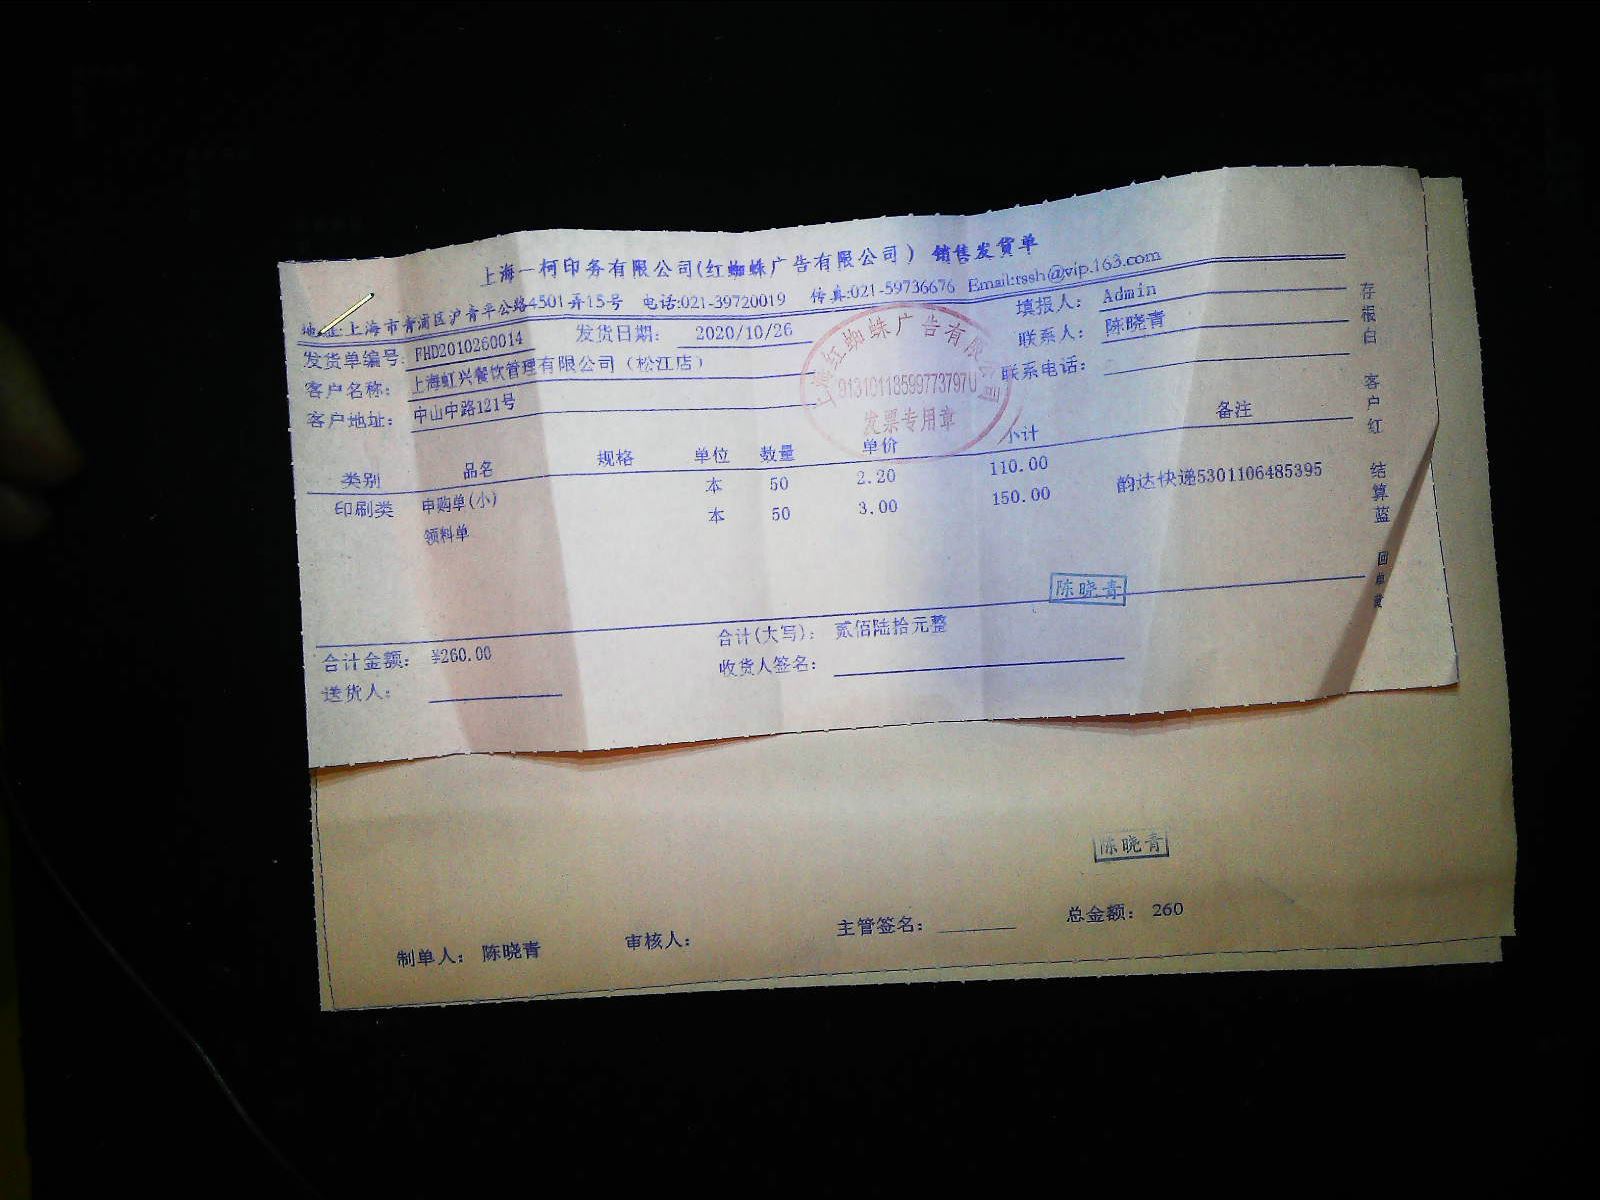 上海一柯印务有限公司(红蜘蛛广告有限公司) 销售发货单
地址:上海市青浦区沪青平公路4501弄15号 电话:021-39720019 传真:021-59736676 Email:rssh@vip.163.com
发货单编号: FHD2010260014 发货日期: 2020/10/26 填报人: Admin
客户名称: 上海虹兴餐饮管理有限公司(松江店) 联系人: 陈晓青
客户地址: 中山中路121号 联系电话:
上海红蜘蛛广告有限公司
91310118599773797U
发票专用章
类别 品名 规格 单位 数量 单价 小计 备注
印刷类 申购单(小) 本 50 2.20 110.00 韵达快递5301106485395
领料单 本 50 3.00 150.00
陈晓青
合计金额: ¥260.00 合计(大写): 贰佰陆拾元整
送货人: 收货人签名:
存根白 客户红 结算蓝 回单黄
陈晓青
制单人: 陈晓青 审核人: 主管签名: 总金额: 260